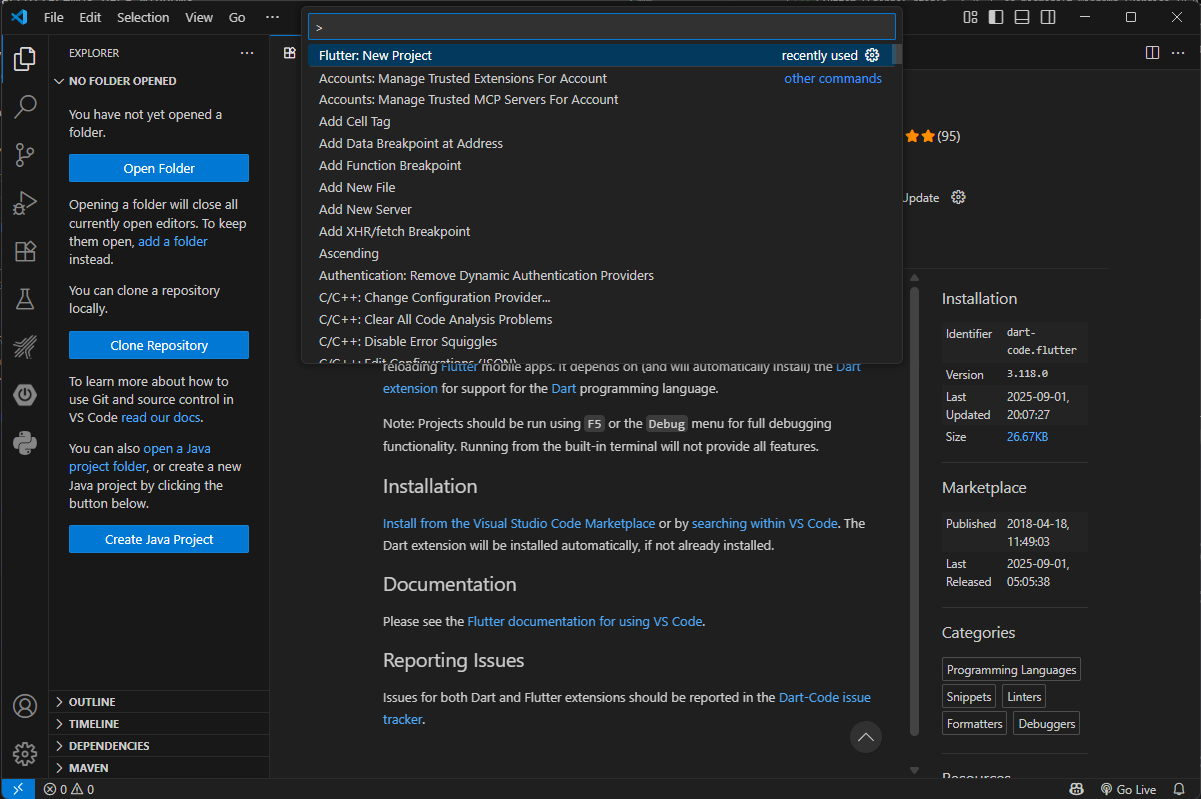 File Edit Selection View Go ···
>
Flutter: New Project recently used
Accounts: Manage Trusted Extensions For Account other commands
Accounts: Manage Trusted MCP Servers For Account
Add Cell Tag
Add Data Breakpoint at Address
Add Function Breakpoint
Add New File
Add New Server
Add XHR/fetch Breakpoint
Ascending
Authentication: Remove Dynamic Authentication Providers
C/C++: Change Configuration Provider...
C/C++: Clear All Code Analysis Problems
C/C++: Disable Error Squiggles
C/C++: Edit Configurations (JSON)
EXPLORER ···
NO FOLDER OPENED
You have not yet opened a
folder.
Open Folder
Opening a folder will close all
currently open editors. To keep
them open, add a folder
instead.
You can clone a repository
locally.
Clone Repository
To learn more about how to
use Git and source control in
VS Code read our docs.
You can also open a Java
project folder, or create a new
Java project by clicking the
button below.
Create Java Project
OUTLINE
TIMELINE
DEPENDENCIES
MAVEN
(95)
Update
reloading Flutter mobile apps. It depends on (and will automatically install) the Dart
extension for support for the Dart programming language.
Note: Projects should be run using F5 or the Debug menu for full debugging
functionality. Running from the built-in terminal will not provide all features.
Installation
Install from the Visual Studio Code Marketplace or by searching within VS Code. The
Dart extension will be installed automatically, if not already installed.
Documentation
Please see the Flutter documentation for using VS Code.
Reporting Issues
Issues for both Dart and Flutter extensions should be reported in the Dart-Code issue
tracker.
Installation
Identifier dart-
code.flutter
Version 3.118.0
Last 2025-09-01,
Updated 20:07:27
Size 26.67KB
Marketplace
Published 2018-04-18,
11:49:03
Last 2025-09-01,
Released 05:05:38
Categories
Programming Languages
Snippets Linters
Formatters Debuggers
Resources
0 0
Go Live